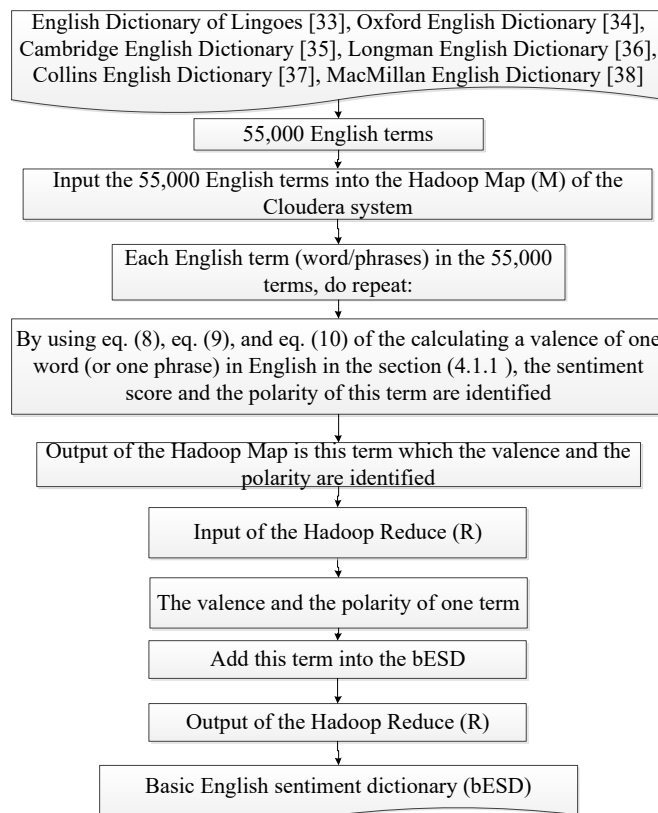 English Dictionary of Lingoes [33], Oxford English Dictionary [34],
Cambridge English Dictionary [35], Longman English Dictionary [36],
Collins English Dictionary [37], MacMillan English Dictionary [38]
55,000 English terms
Input the 55,000 English terms into the Hadoop Map (M) of the
Cloudera system
Each English term (word/phrases) in the 55,000
terms, do repeat:
By using eq. (8), eq. (9), and eq. (10) of the calculating a valence of one
word (or one phrase) in English in the section (4.1.1 ), the sentiment
score and the polarity of this term are identified
Output of the Hadoop Map is this term which the valence and the
polarity are identified
Input of the Hadoop Reduce (R)
The valence and the polarity of one term
Add this term into the bESD
Output of the Hadoop Reduce (R)
Basic English sentiment dictionary (bESD)